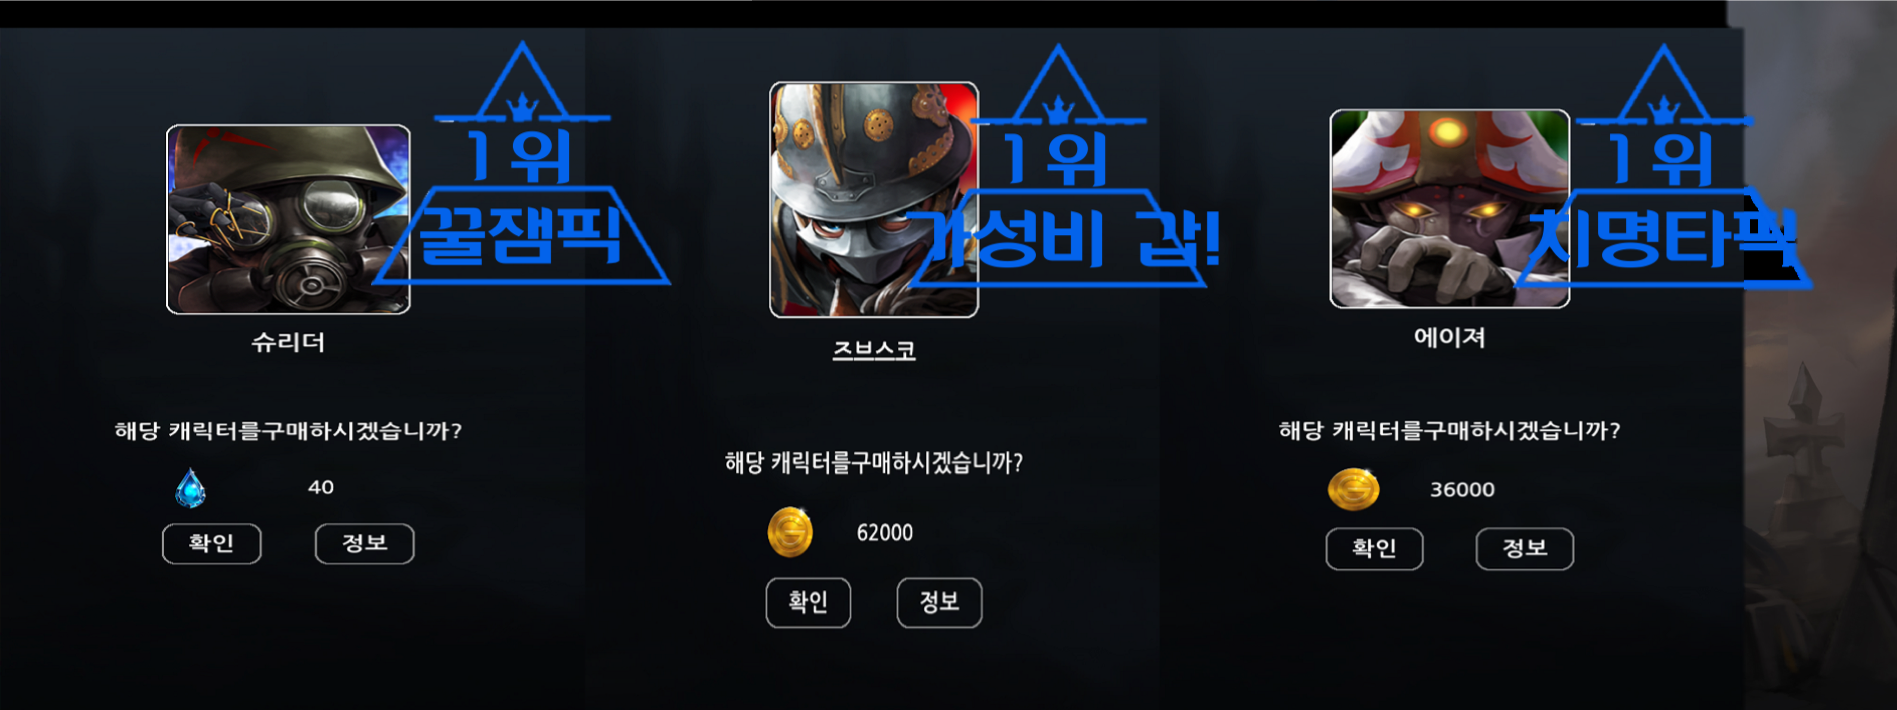 1위
꿀잼픽
슈리더
해당 캐릭터를구매하시겠습니까?
40
확인
정보
1위
가성비 갑!
즈브스코
해당 캐릭터를구매하시겠습니까?
62000
확인
정보
1위
치명타픽
에이져
해당 캐릭터를구매하시겠습니까?
36000
확인
정보